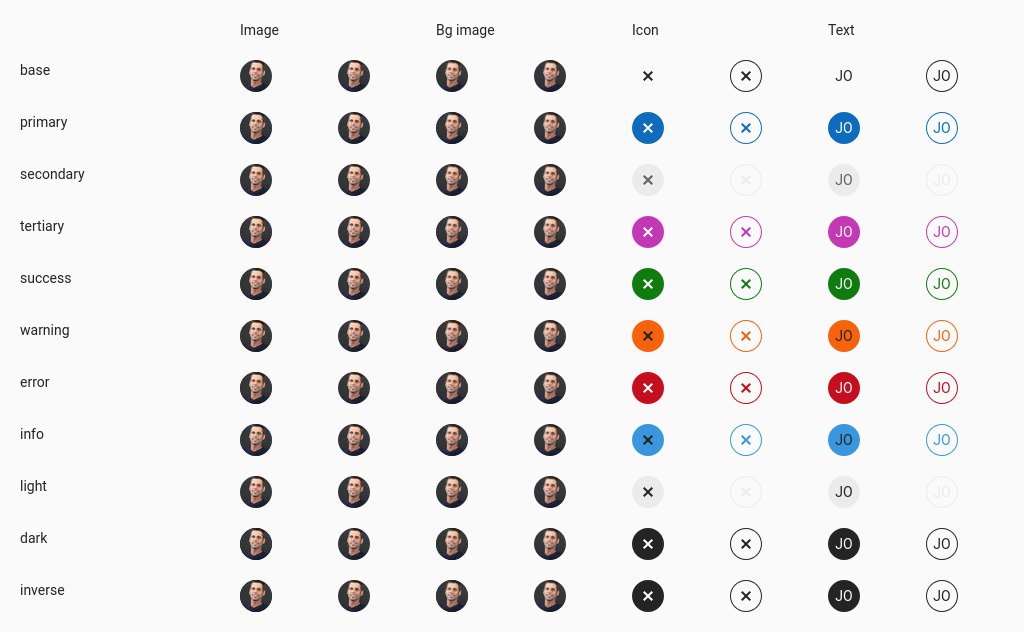 Image Bg image Icon Text
base JO JO
primary JO JO
secondary JO JO
tertiary JO JO
success JO JO
warning JO JO
error JO JO
info JO JO
light JO JO
dark JO JO
inverse JO JO